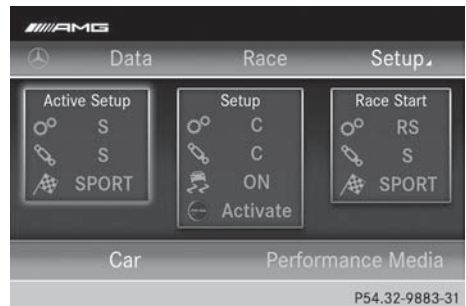 AMG
Data Race Setup
Active Setup Setup Race Start
S C RS
S C S
SPORT ON SPORT
Activate
Car Performance Media
P54.32-9883-31